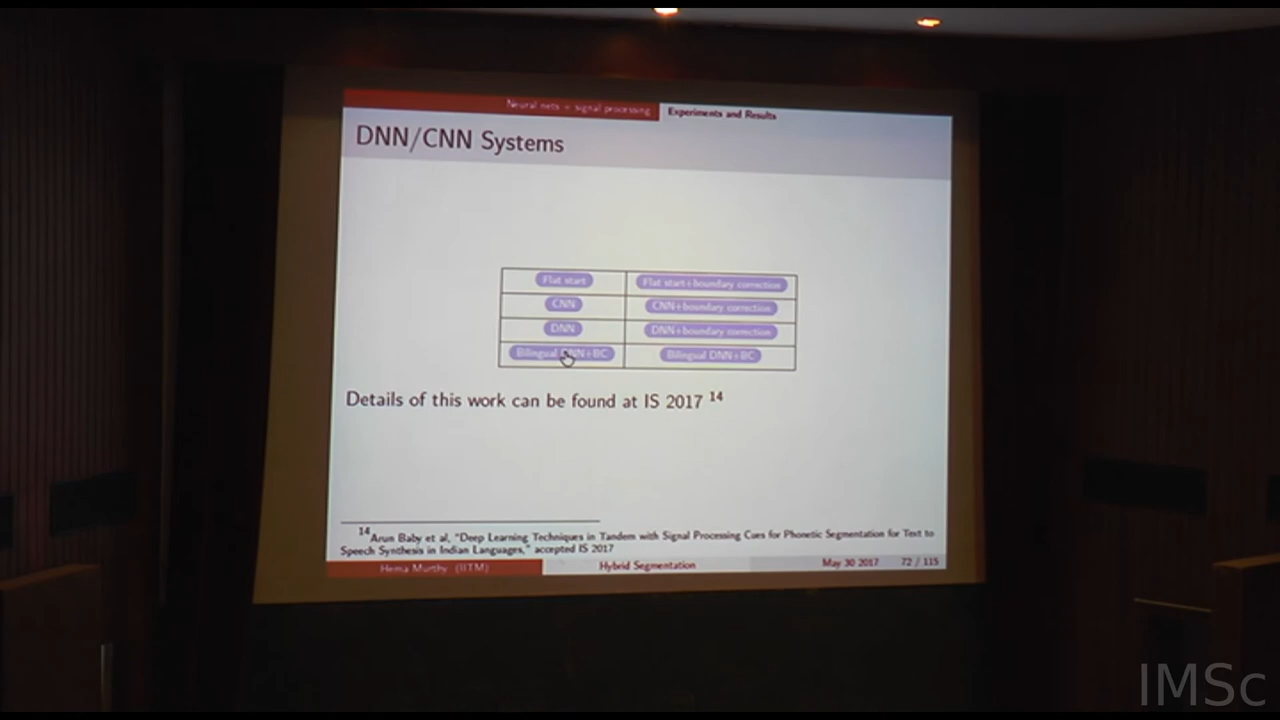 Neural nets + signal processing Experiments and Results
DNN/CNN Systems
Flat start Flat start+boundary correction
CNN CNN+boundary correction
DNN DNN+boundary correction
Bilingual DNN+BC Bilingual DNN+BC
Details of this work can be found at IS 2017 14
14 Arun Baby et al, "Deep Learning Techniques in Tandem with Signal Processing Cues for Phonetic Segmentation for Text to
Speech Synthesis in Indian Languages," accepted IS 2017
Hema Murthy (IITM) Hybrid Segmentation May 30 2017 72 / 115
IMSc